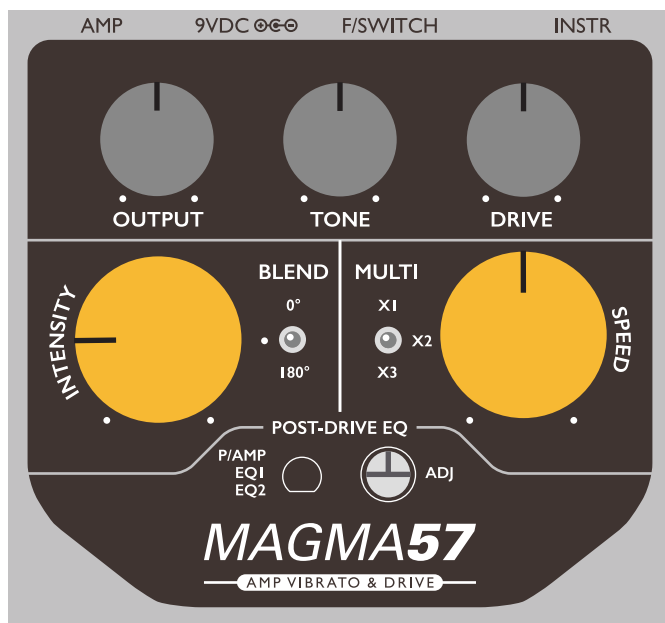 AMP 9VDC F/SWITCH INSTR
OUTPUT TONE DRIVE
BLEND MULTI
INTENSITY
0°
180°
X1
X2
X3
SPEED
POST-DRIVE EQ
P/AMP
EQ1
EQ2
ADJ
MAGMA57
AMP VIBRATO & DRIVE